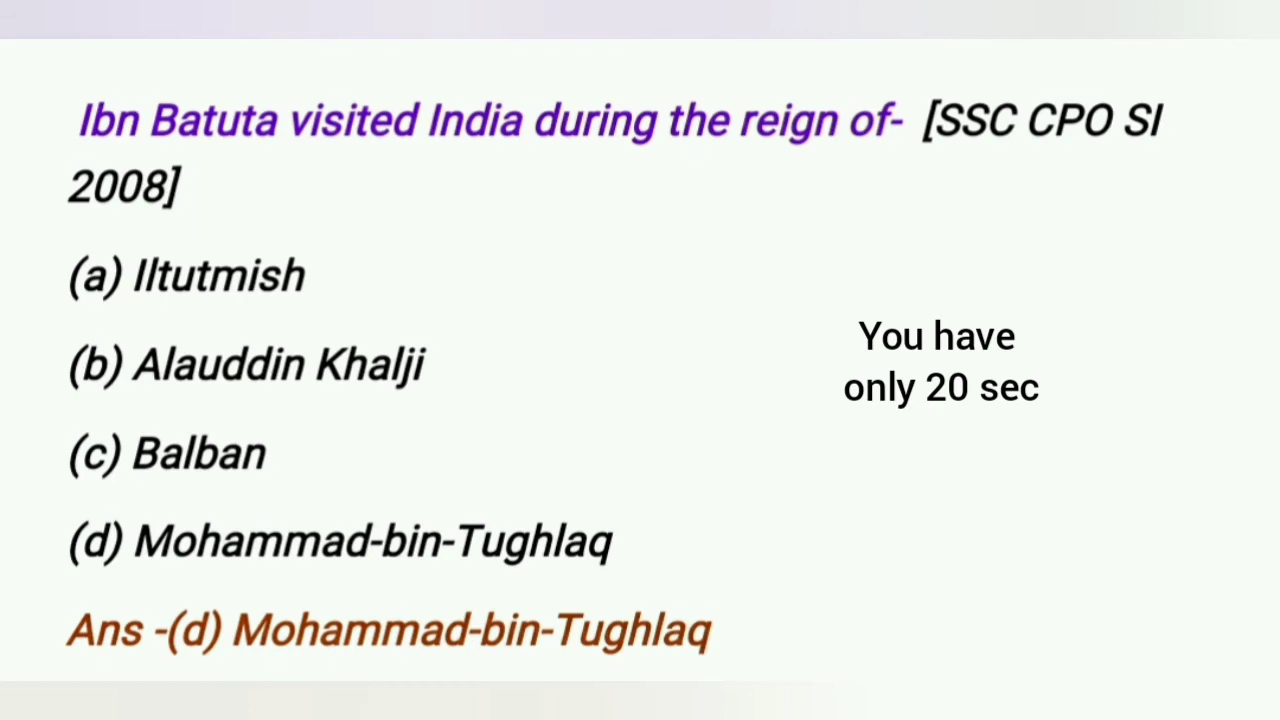 Ibn Batuta visited India during the reign of- [SSC CPO SI
2008]
(a) Iltutmish
(b) Alauddin Khalji
You have
only 20 sec
(c) Balban
(d) Mohammad-bin-Tughlaq
Ans -(d) Mohammad-bin-Tughlaq